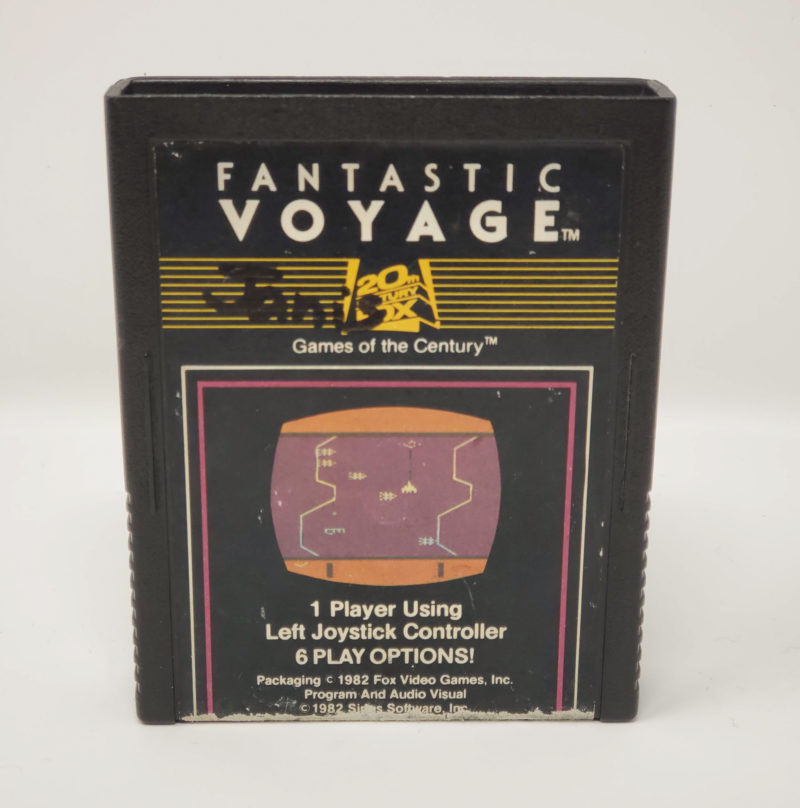 FANTASTIC
VOYAGE™
Janis
20th
CENTURY
FOX
Games of the Century™
1 Player Using
Left Joystick Controller
6 PLAY OPTIONS!
Packaging © 1982 Fox Video Games, Inc.
Program And Audio Visual
© 1982 Sirius Software, Inc.